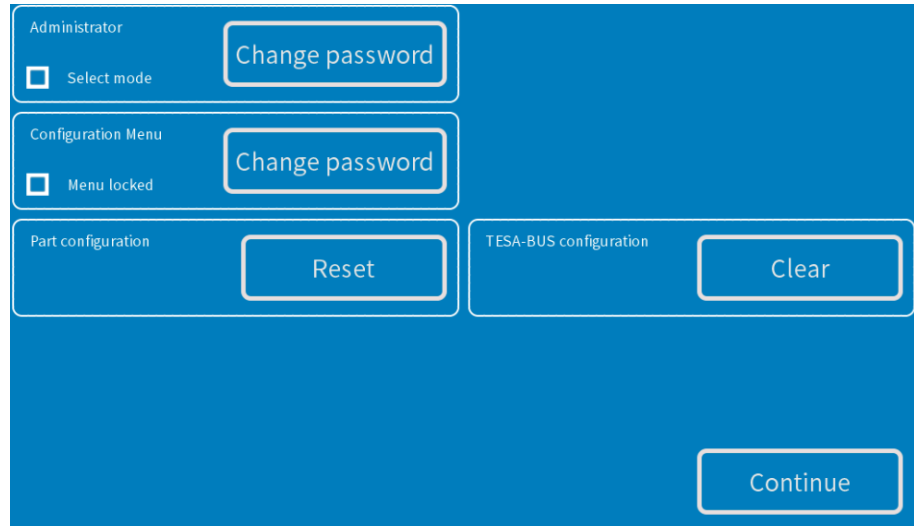 Administrator
Change password
Select mode
Configuration Menu
Change password
Menu locked
Part configuration
Reset
TESA-BUS configuration
Clear
Continue